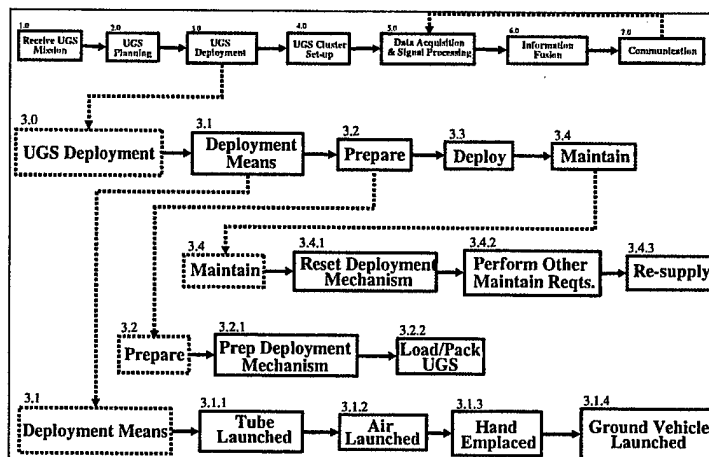 1.0
Receive UGS
Mission
2.0
UGS
Planning
3.0
UGS
Deployment
4.0
UGS Cluster
Set-up
5.0
Data Acquisition
& Signal Processing
6.0
Information
Fusion
7.0
Communication
3.0
UGS Deployment
3.1
Deployment
Means
3.2
Prepare
3.3
Deploy
3.4
Maintain
3.4
Maintain
3.4.1
Reset Deployment
Mechanism
3.4.2
Perform Other
Maintain Reqts.
3.4.3
Re-supply
3.2
Prepare
3.2.1
Prep Deployment
Mechanism
3.2.2
Load/Pack
UGS
3.1
Deployment Means
3.1.1
Tube
Launched
3.1.2
Air
Launched
3.1.3
Hand
Emplaced
3.1.4
Ground Vehicle
Launched